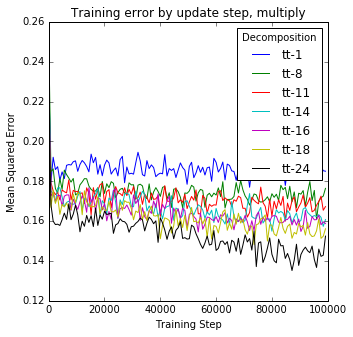 Training error by update step, multiply
Mean Squared Error
0.26
0.24
0.22
0.20
0.18
0.16
0.14
0.12
Decomposition
tt-1
tt-8
tt-11
tt-14
tt-16
tt-18
tt-24
0
20000
40000
60000
80000
100000
Training Step